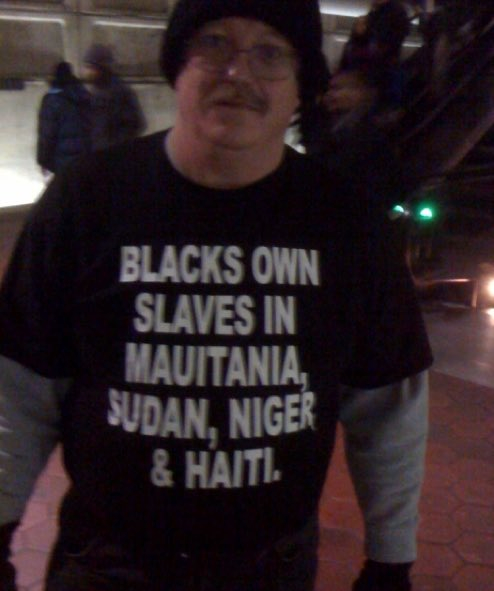 BLACKS OWN
SLAVES IN
MAUITANIA,
SUDAN, NIGER
& HAITI.